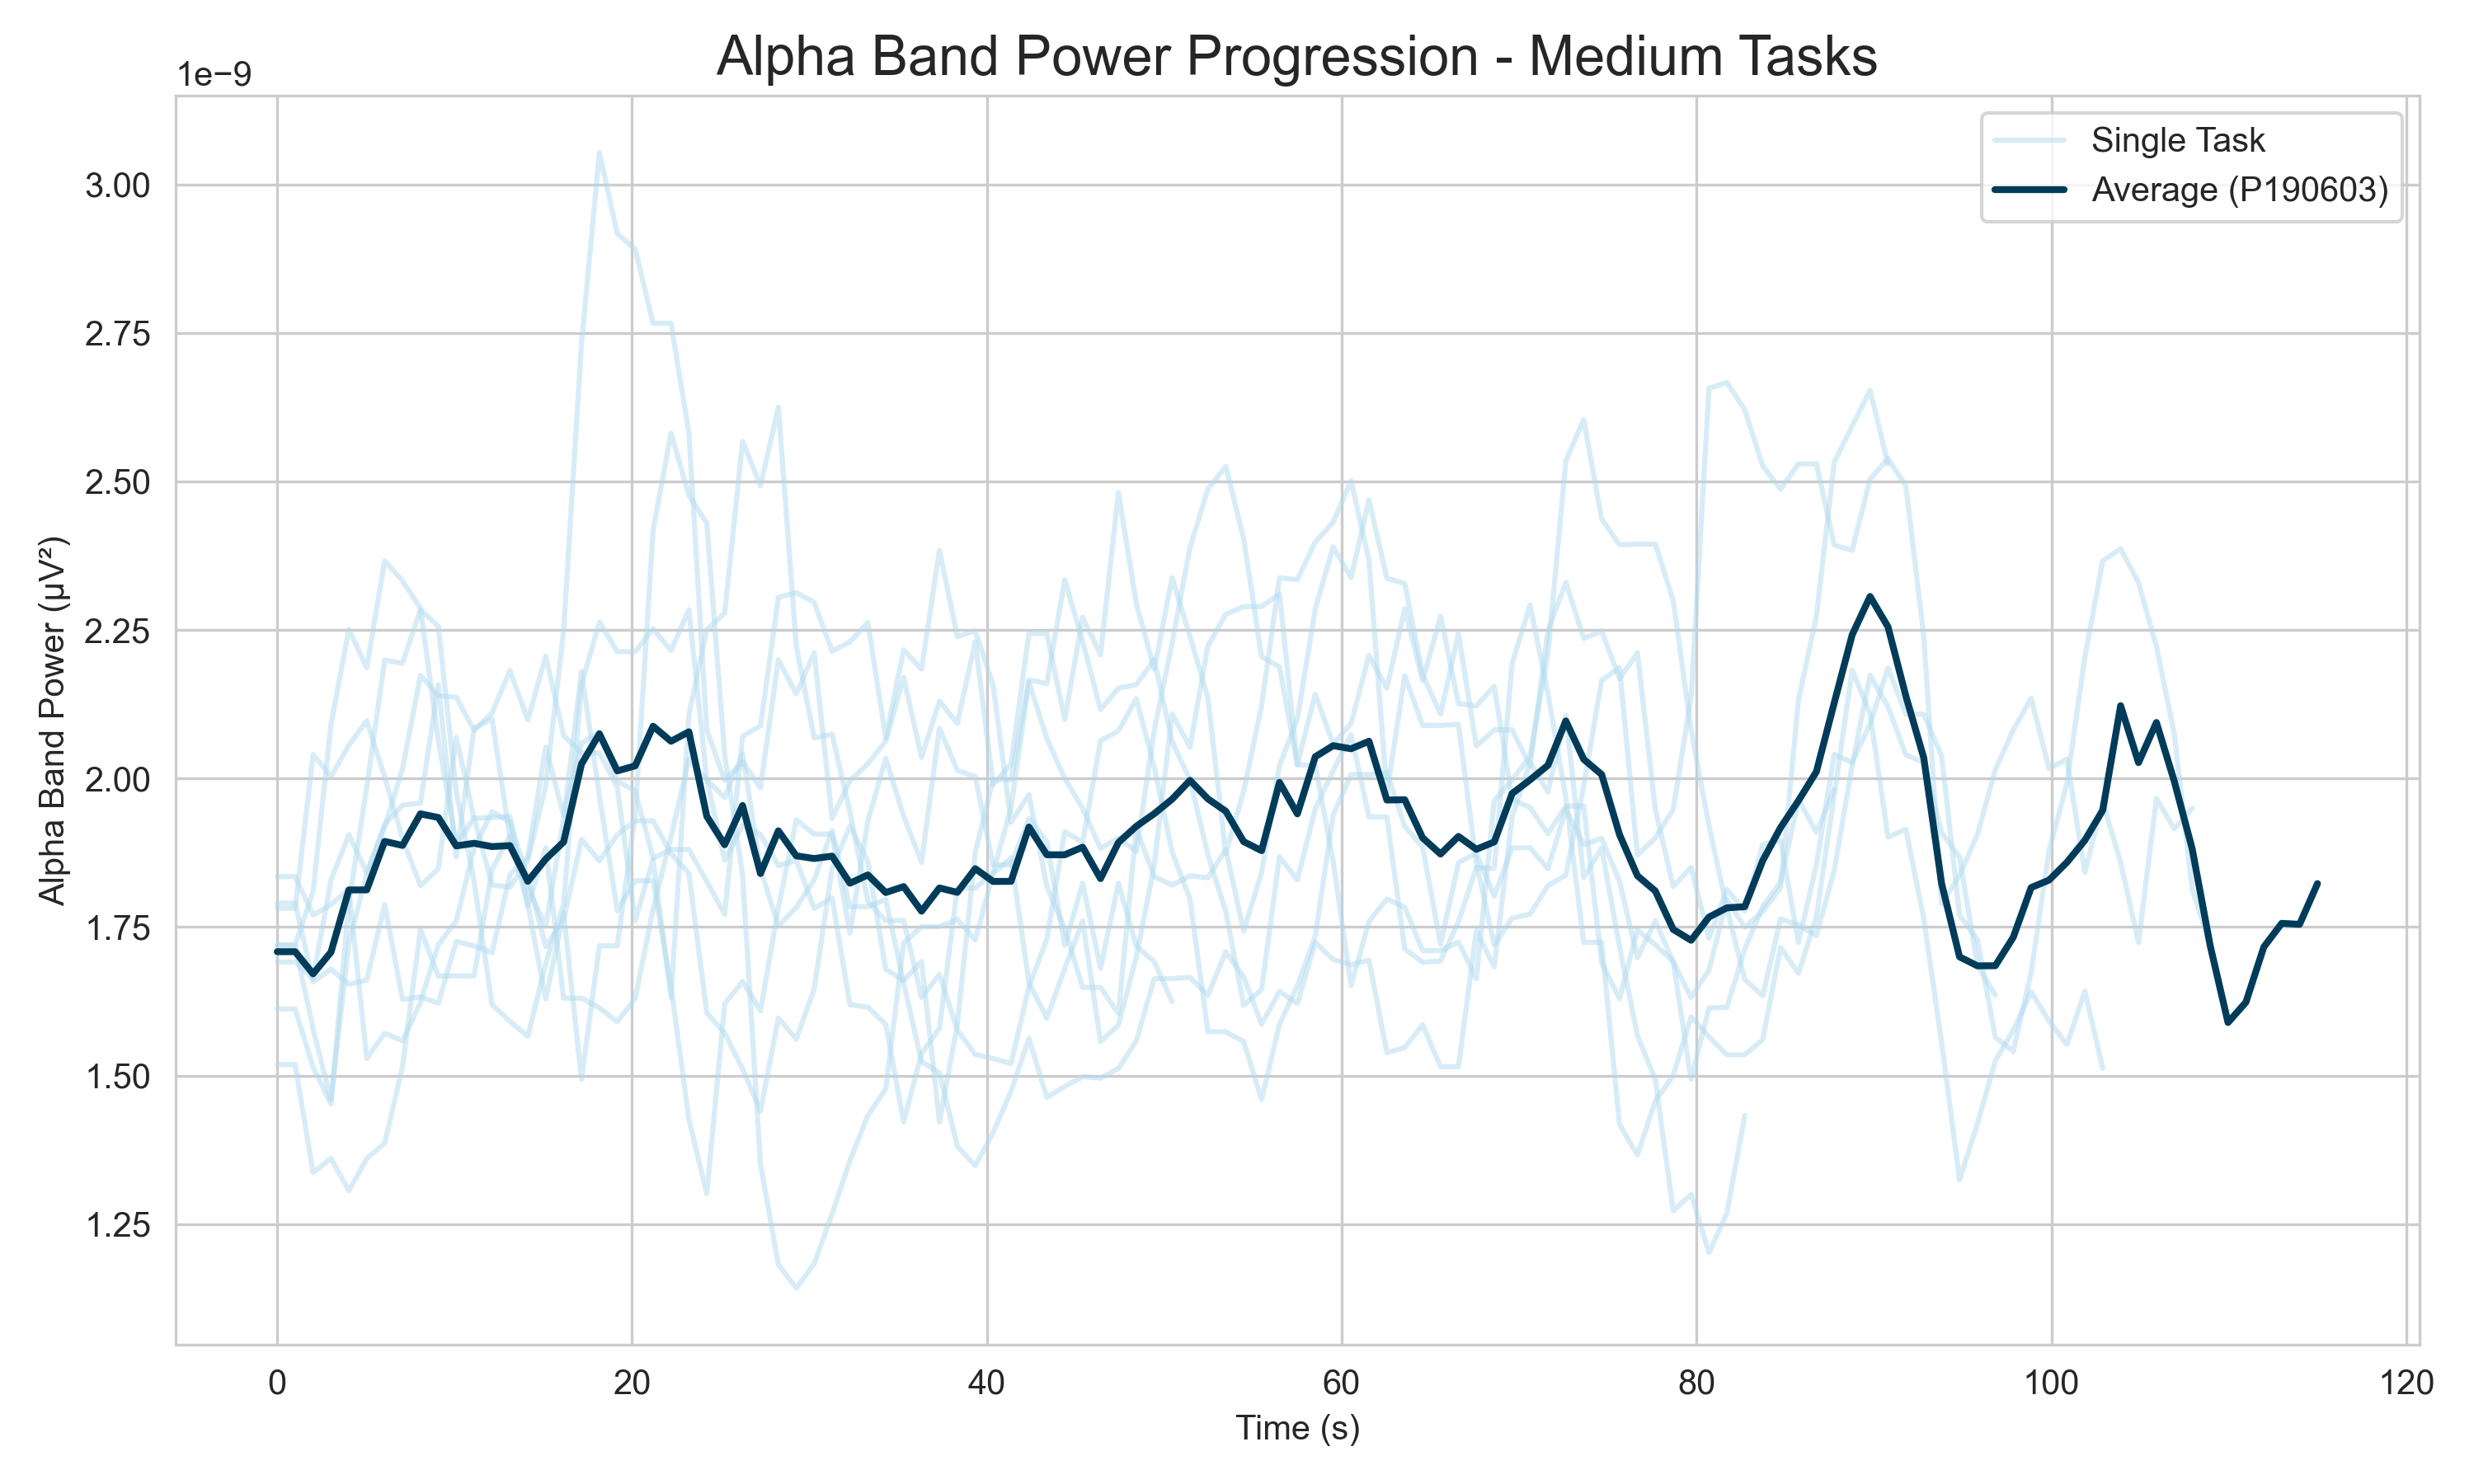 Alpha Band Power Progression - Medium Tasks
1e−9
Single Task
Average (P190603)
3.00
2.75
2.50
2.25
2.00
1.75
1.50
1.25
Alpha Band Power (µV²)
0 20 40 60 80 100 120
Time (s)